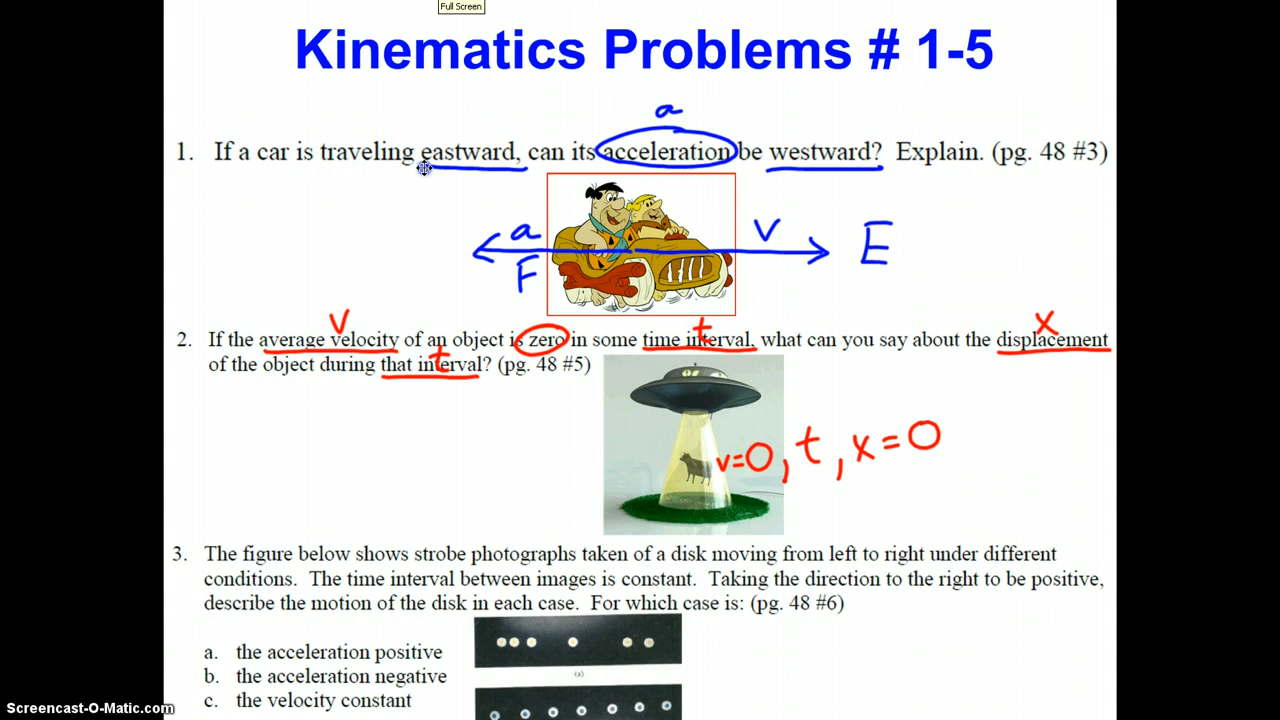 Full Screen
Kinematics Problems # 1-5
a
1. If a car is traveling eastward, can its acceleration be westward? Explain. (pg. 48 #3)
a
v
E
F
v
t
x
2. If the average velocity of an object is zero in some time interval, what can you say about the displacement
t
of the object during that interval? (pg. 48 #5)
v=0, t, x=0
3. The figure below shows strobe photographs taken of a disk moving from left to right under different
conditions. The time interval between images is constant. Taking the direction to the right to be positive,
describe the motion of the disk in each case. For which case is: (pg. 48 #6)
a. the acceleration positive
b. the acceleration negative
(a)
c. the velocity constant
Screencast-O-Matic.com